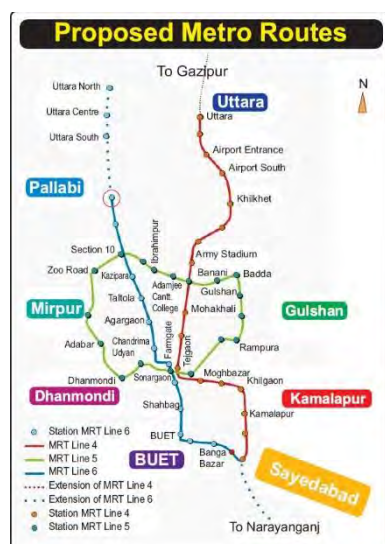 Proposed Metro Routes
To Gazipur
N
Uttara North
Uttara Centre
Uttara South
Uttara
Uttara
Airport Entrance
Airport South
Pallabi
Khilkhet
Section 10
Ibrahimpur
Army Stadium
Zoo Road
Kazipara
Adamjee
Cantt.
College
Banani
Badda
Gulshan
Taltola
Mirpur
Mohakhali
Gulshan
Agargaon
Farmgate
Tejgaon
Chandrima
Udyan
Adabar
Rampura
Moghbazar
Dhanmondi
Sonargaon
Khilgaon
Dhanmondi
Kamalapur
Shahbag
Kamalapur
Station MRT Line 6
MRT Line 4
MRT Line 5
MRT Line 6
Extension of MRT Line 4
Extension of MRT Line 6
Station MRT Line 4
Station MRT Line 5
BUET
BUET
Banga
Bazar
Sayedabad
To Narayanganj